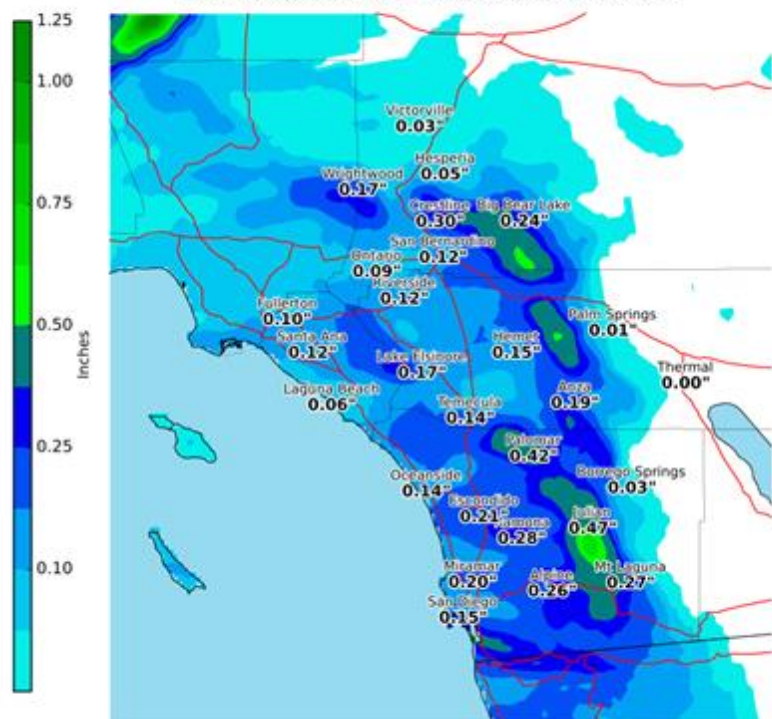 1.25
1.00
0.75
0.50
0.25
0.10
Inches
Victorville
0.03"
Hesperia
0.05"
Wrightwood
0.17"
Crestline
0.30"
Big Bear Lake
0.24"
San Bernardino
0.12"
Ontario
0.09"
Riverside
0.12"
Fullerton
0.10"
Palm Springs
0.01"
Santa Ana
0.12"
Hemet
0.15"
Lake Elsinore
0.17"
Thermal
0.00"
Laguna Beach
0.06"
Anza
0.19"
Temecula
0.14"
Palomar
0.42"
Oceanside
0.14"
Borrego Springs
0.03"
Escondido
0.21"
Ramona
0.28"
Julian
0.47"
Miramar
0.20"
Alpine
0.26"
Mt Laguna
0.27"
San Diego
0.15"